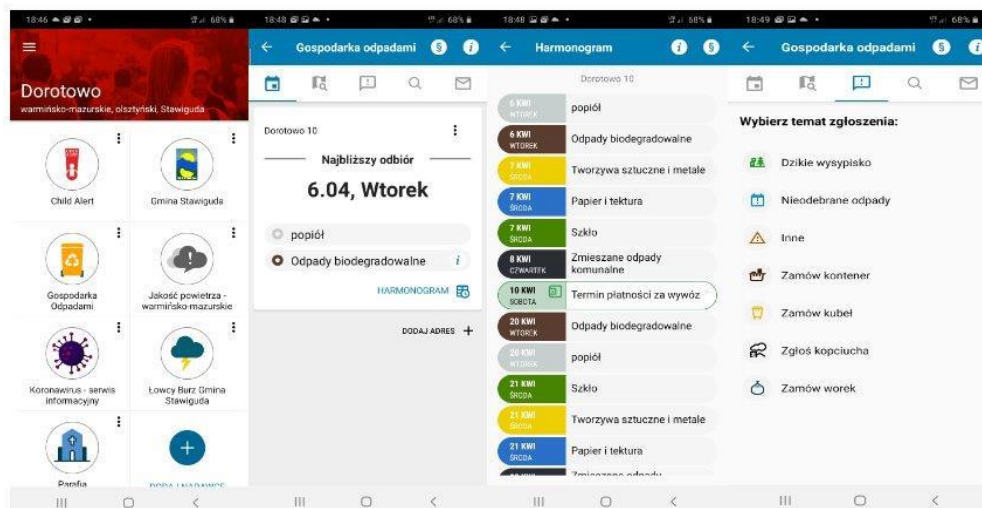 18:46
68%
Dorotowo
warmińsko-mazurskie, olsztyński, Stawiguda
Child Alert
Gmina Stawiguda
Gospodarka
Odpadami
Jakość powietrza -
warmińsko-mazurskie
Koronawirus - serwis
informacyjny
Łowcy Burz Gmina
Stawiguda
Parafia
18:48
68%
Gospodarka odpadami
Dorotowo 10
Najbliższy odbiór
6.04, Wtorek
popiół
Odpady biodegradowalne
HARMONOGRAM
DODAJ ADRES +
18:48
68%
Harmonogram
Dorotowo 10
6 KWI
WTOREK
popiół
6 KWI
WTOREK
Odpady biodegradowalne
7 KWI
ŚRODA
Tworzywa sztuczne i metale
7 KWI
ŚRODA
Papier i tektura
7 KWI
ŚRODA
Szkło
8 KWI
CZWARTEK
Zmieszane odpady
komunalne
10 KWI
SOBOTA
Termin płatności za wywóz
20 KWI
WTOREK
Odpady biodegradowalne
20 KWI
WTOREK
popiół
21 KWI
ŚRODA
Szkło
21 KWI
ŚRODA
Tworzywa sztuczne i metale
21 KWI
ŚRODA
Papier i tektura
18:49
68%
Gospodarka odpadami
Wybierz temat zgłoszenia:
Dzikie wysypisko
Nieodebrane odpady
Inne
Zamów kontener
Zamów kubeł
Zgłoś kopciucha
Zamów worek